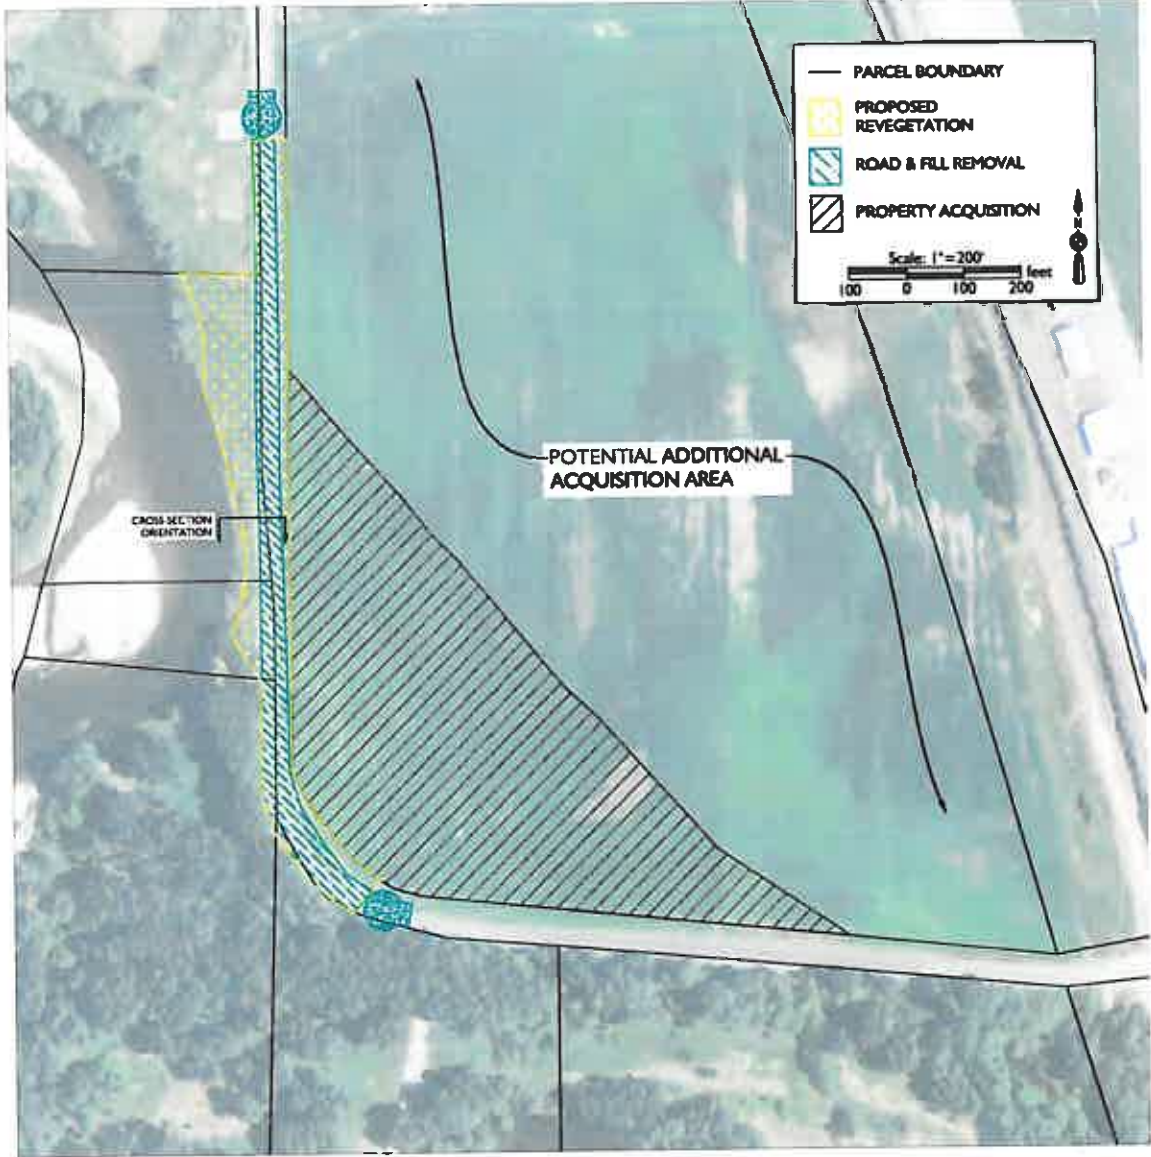 PARCEL BOUNDARY
PROPOSED
REVEGETATION
ROAD & FILL REMOVAL
PROPERTY ACQUISITION
N
Scale: 1"=200'
feet
100 0 100 200
POTENTIAL ADDITIONAL
ACQUISITION AREA
CROSS-SECTION
ORIENTATION